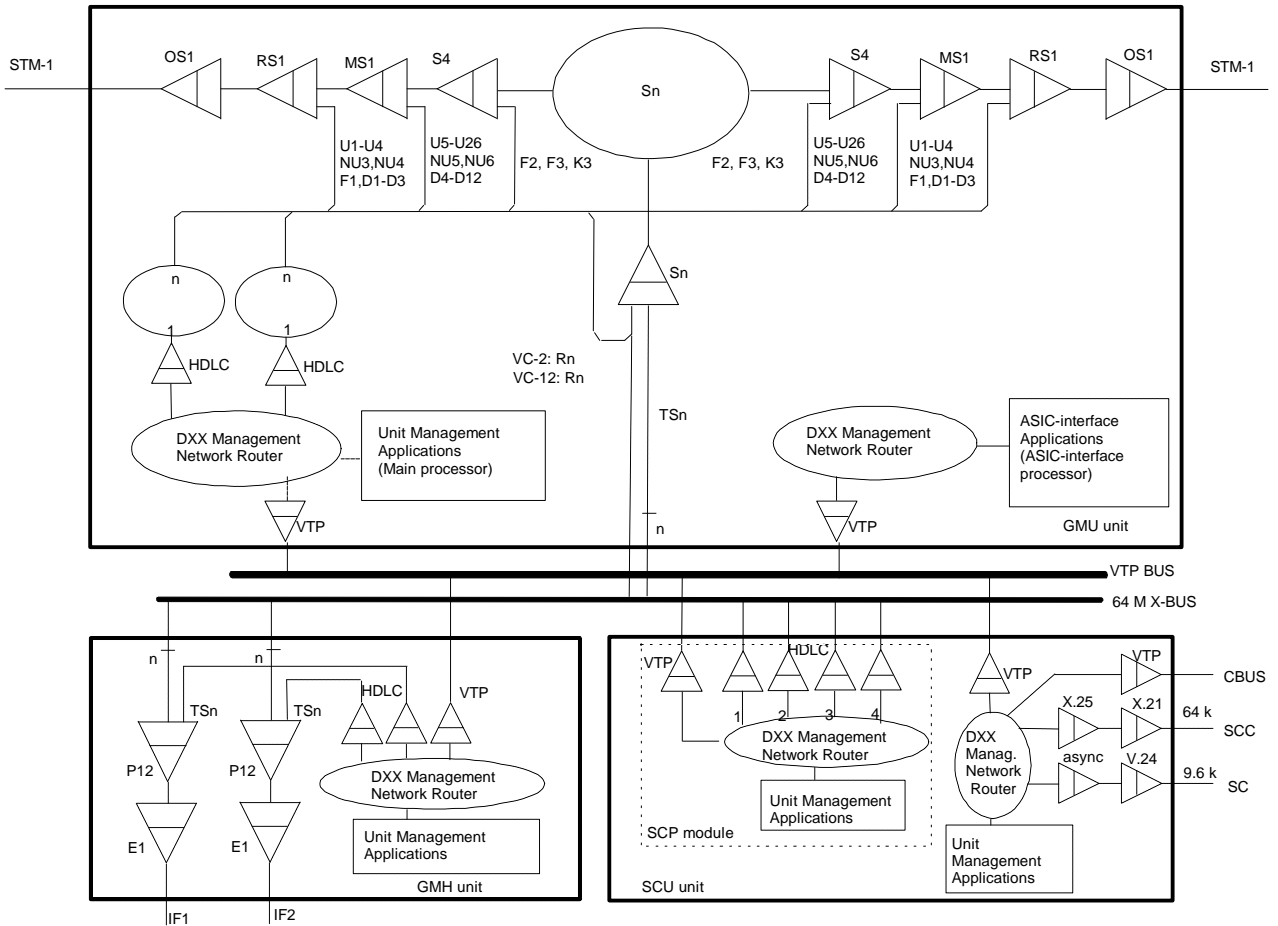 OS1
RS1
MS1
S4
STM-1
Sn
S4
MS1
RS1
OS1
STM-1
U1-U4
NU3,NU4
F1,D1-D3
U5-U26
NU5,NU6
D4-D12
F2, F3, K3
F2, F3, K3
U5-U26
NU5,NU6
D4-D12
U1-U4
NU3,NU4
F1,D1-D3
n
n
1
1
HDLC
HDLC
Sn
VC-2: Rn
VC-12: Rn
TSn
DXX Management
Network Router
Unit Management
Applications
(Main processor)
DXX Management
Network Router
ASIC-interface
Applications
(ASIC-interface
processor)
VTP
n
VTP
GMU unit
VTP BUS
64 M X-BUS
n
n
TSn
TSn
HDLC
VTP
P12
P12
E1
E1
DXX Management
Network Router
Unit Management
Applications
GMH unit
IF1
IF2
VTP
HDLC
1
2
3
4
DXX Management
Network Router
Unit Management
Applications
SCP module
SCU unit
VTP
VTP
CBUS
X.25
X.21
64 k
SCC
DXX
Manag.
Network
Router
async
V.24
9.6 k
SC
Unit
Management
Applications